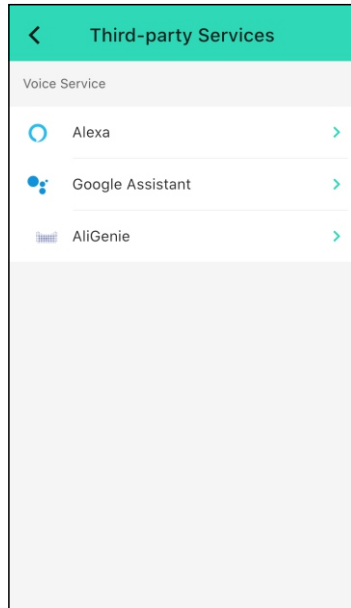 Third-party Services
Voice Service
Alexa
Google Assistant
AliGenie